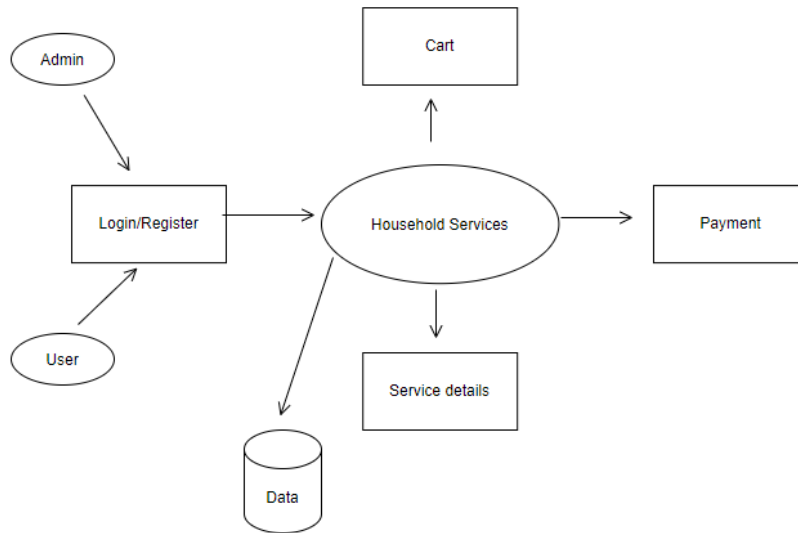 Cart
Admin
Login/Register
Household Services
Payment
User
Service details
Data